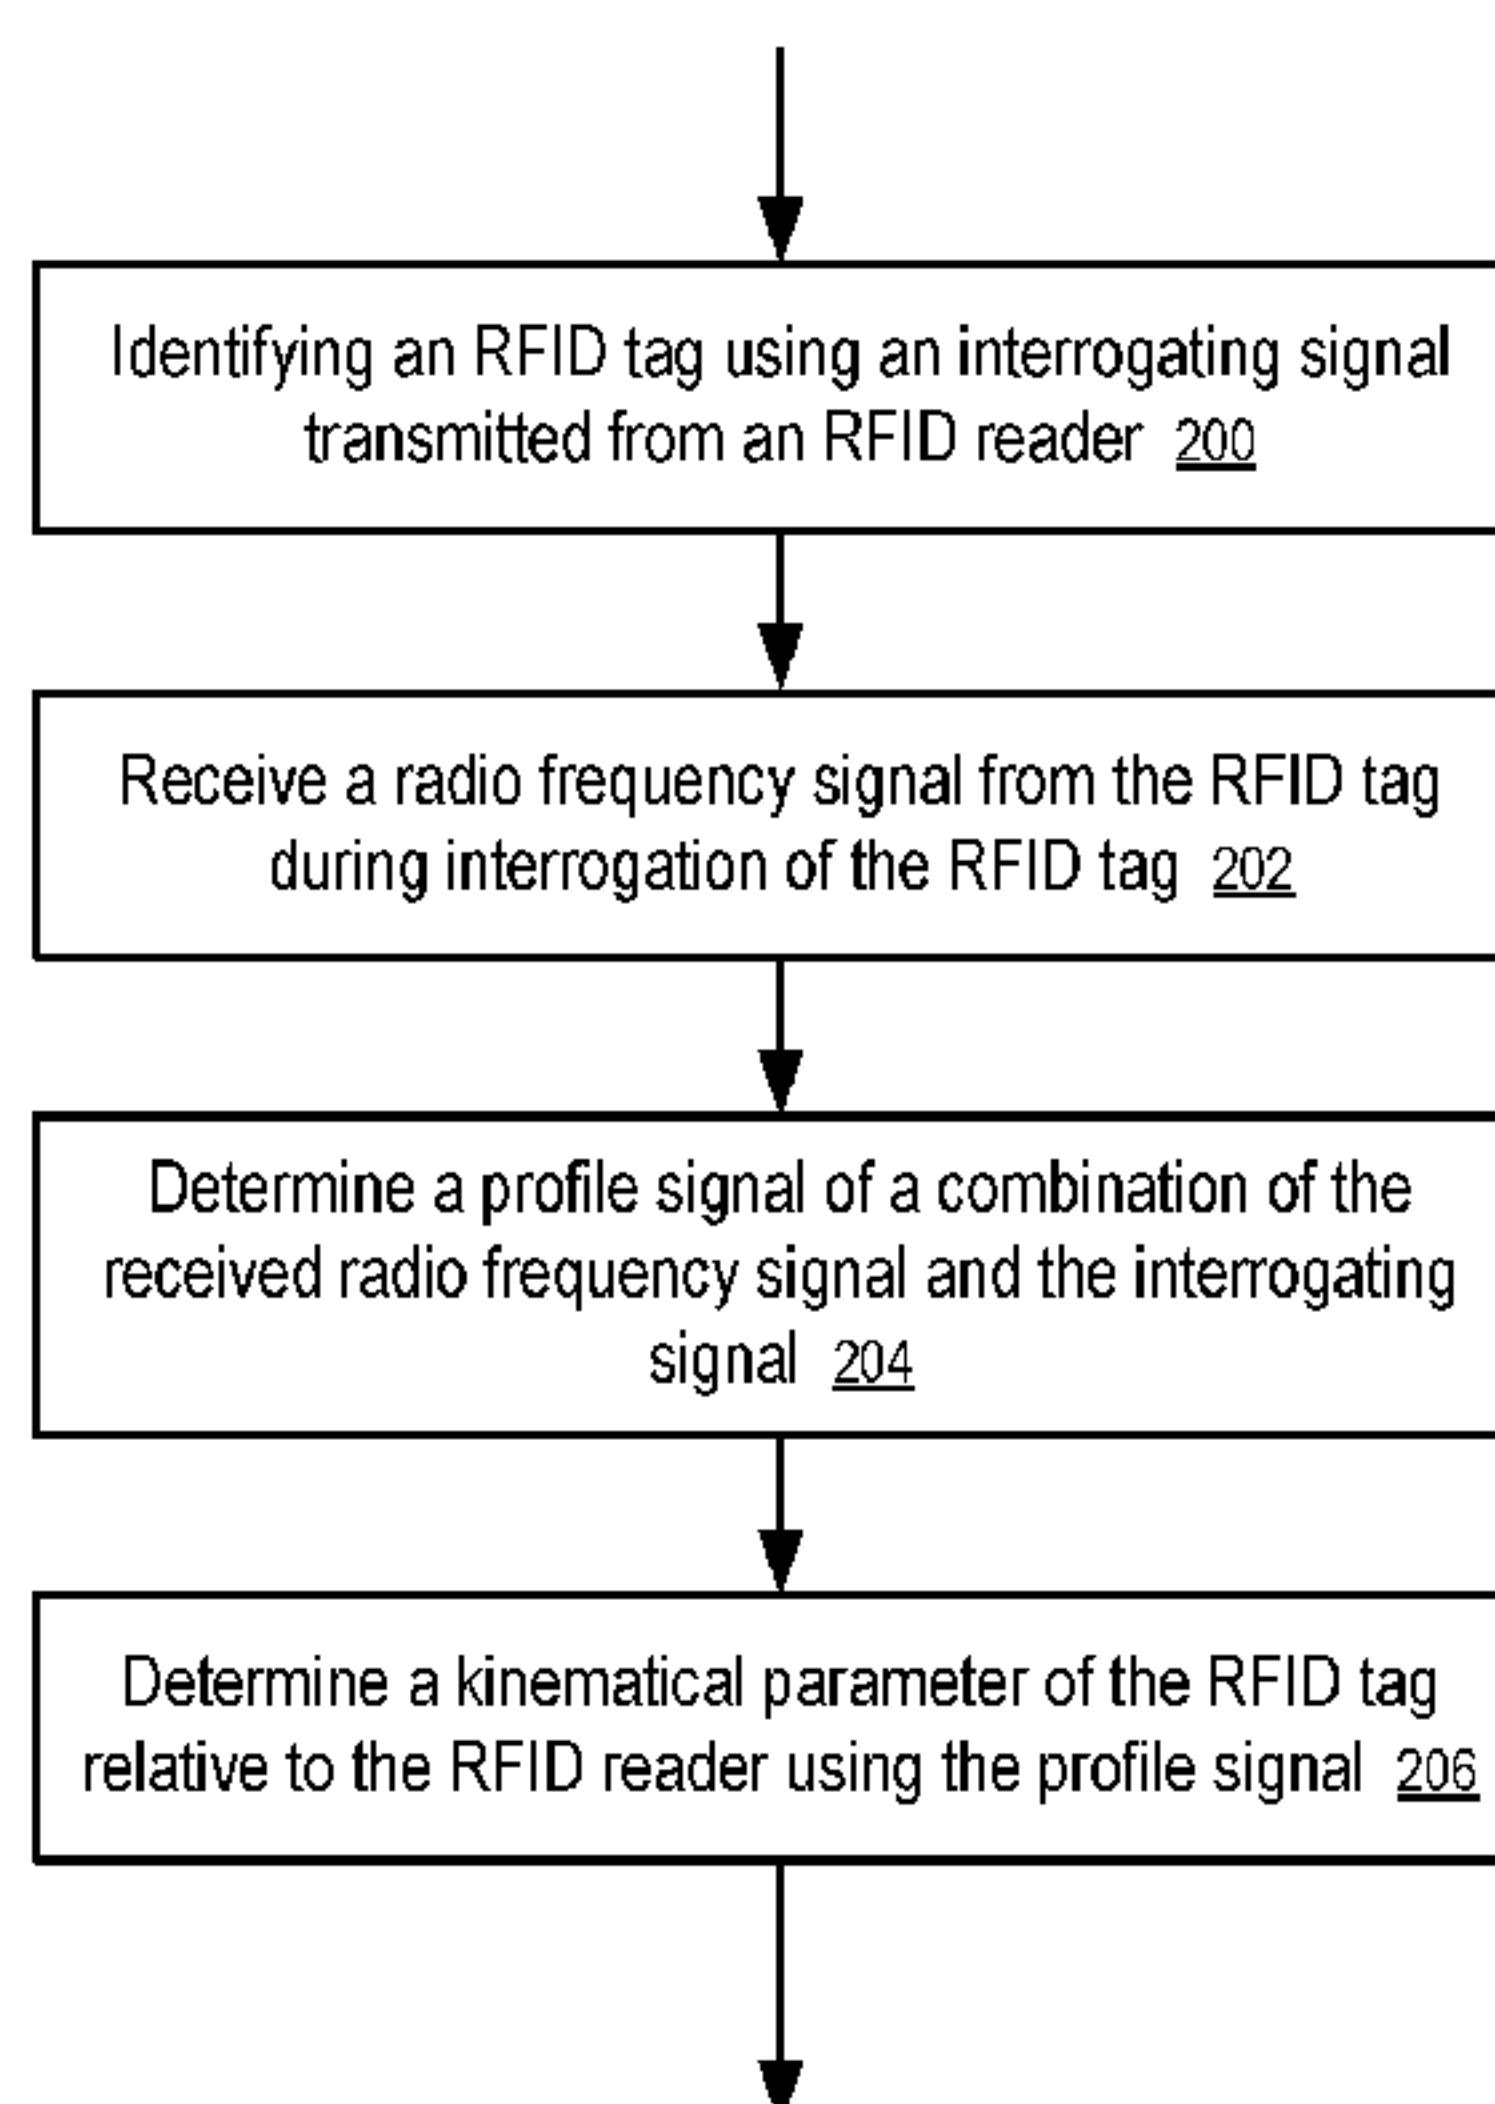 Identifying an RFID tag using an interrogating signal
transmitted from an RFID reader 200
Receive a radio frequency signal from the RFID tag
during interrogation of the RFID tag 202
Determine a profile signal of a combination of the
received radio frequency signal and the interrogating
signal 204
Determine a kinematical parameter of the RFID tag
relative to the RFID reader using the profile signal 206